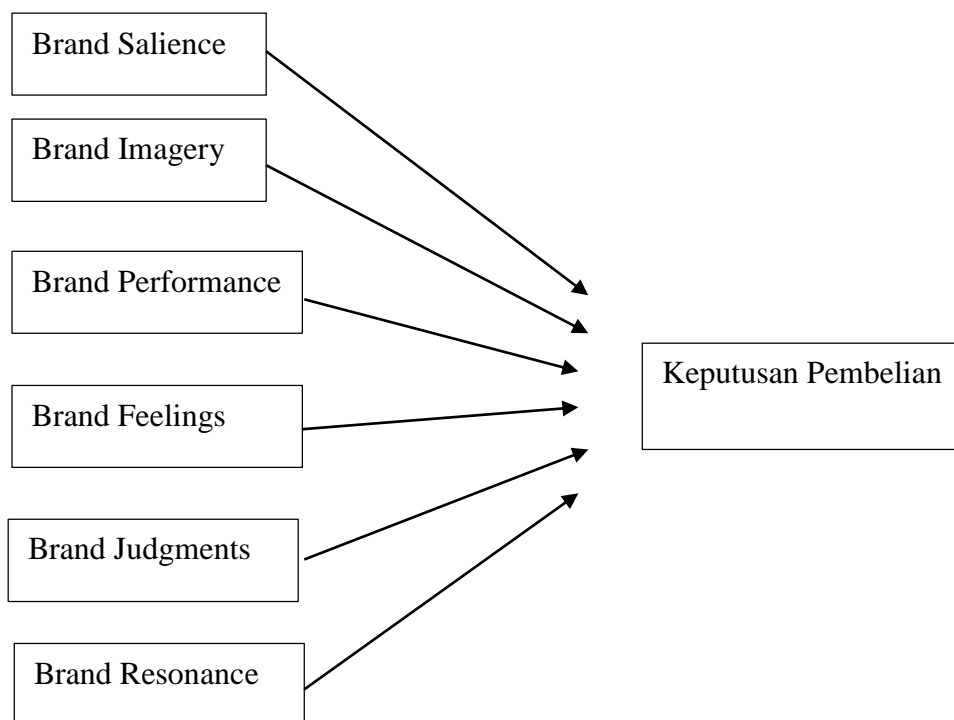 Brand Salience
Brand Imagery
Brand Performance
Keputusan Pembelian
Brand Feelings
Brand Judgments
Brand Resonance